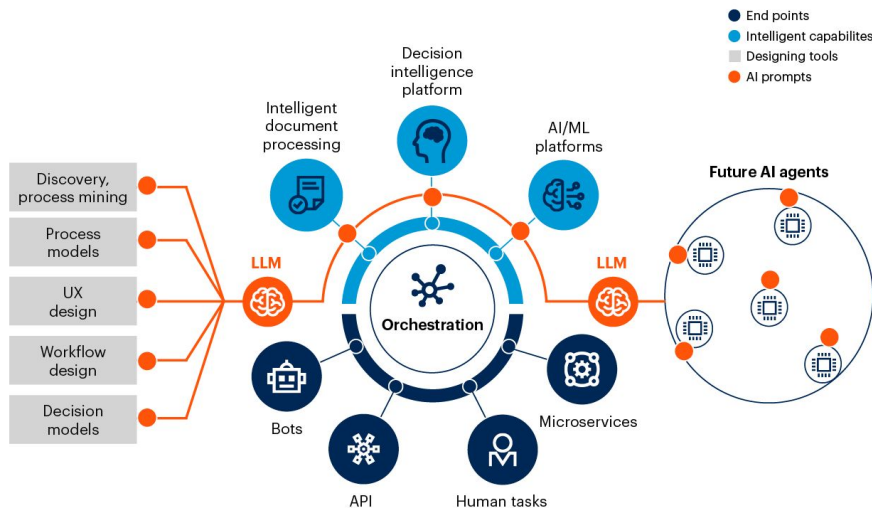 End points
Intelligent capabilites
Designing tools
AI prompts
Decision
intelligence
platform
Intelligent
document
processing
AI/ML
platforms
Future AI agents
Discovery,
process mining
Process
models
UX
design
Workflow
design
Decision
models
LLM
LLM
Orchestration
Bots
API
Human tasks
Microservices